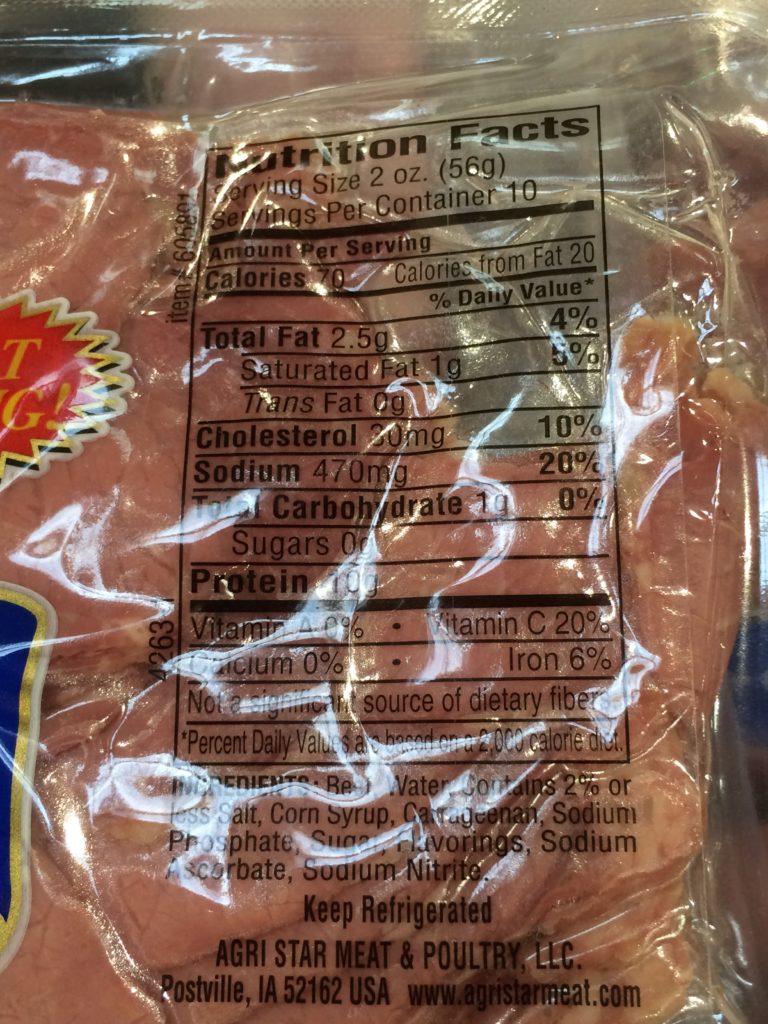 Nutrition Facts
Serving Size 2 oz. (56g)
Servings Per Container 10
Amount Per Serving
Calories 70 Calories from Fat 20
% Daily Value*
Total Fat 2.5g 4%
Saturated Fat 1g 5%
Trans Fat 0g
Cholesterol 30mg 10%
Sodium 470mg 20%
Total Carbohydrate 1g 0%
Sugars 0g
Protein 10g
Vitamin A 0% • Vitamin C 20%
Calcium 0% • Iron 6%
Not a significant source of dietary fiber
*Percent Daily Values are based on a 2,000 calorie diet.
INGREDIENTS: Beef, Water, Contains 2% or
less Salt, Corn Syrup, Carrageenan, Sodium
Phosphate, Sugar, Flavorings, Sodium
Ascorbate, Sodium Nitrite.
Keep Refrigerated
AGRI STAR MEAT & POULTRY, LLC.
Postville, IA 52162 USA www.agristarmeat.com
item#
4263
T
G!